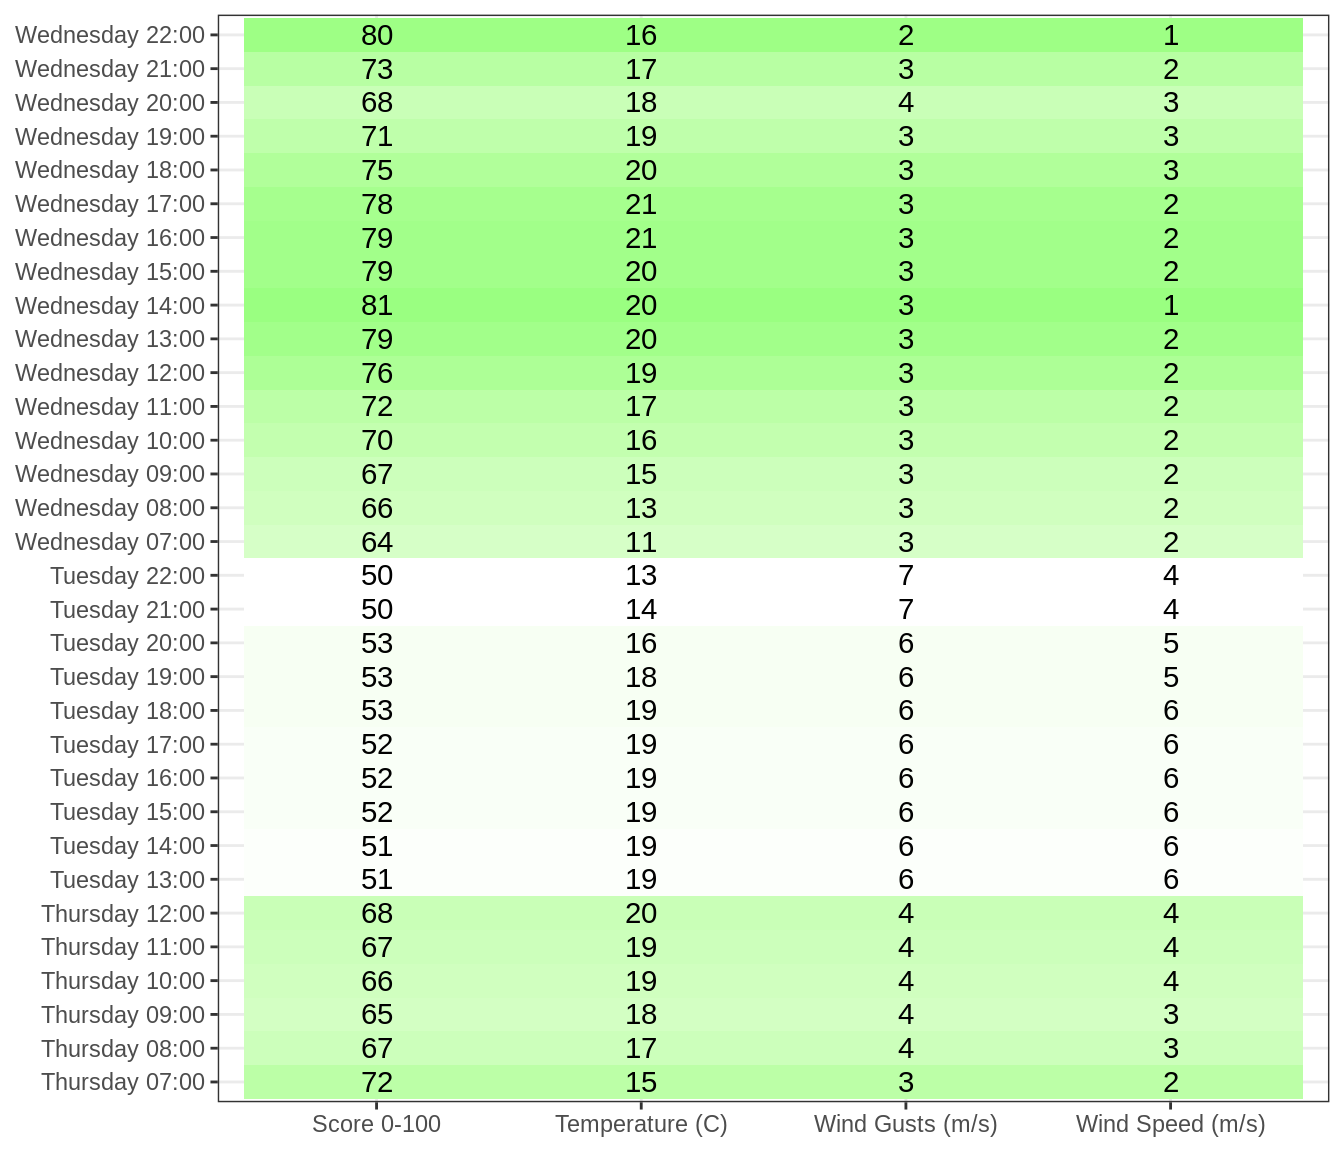 Wednesday 22:00 80 16 2 1
Wednesday 21:00 73 17 3 2
Wednesday 20:00 68 18 4 3
Wednesday 19:00 71 19 3 3
Wednesday 18:00 75 20 3 3
Wednesday 17:00 78 21 3 2
Wednesday 16:00 79 21 3 2
Wednesday 15:00 79 20 3 2
Wednesday 14:00 81 20 3 1
Wednesday 13:00 79 20 3 2
Wednesday 12:00 76 19 3 2
Wednesday 11:00 72 17 3 2
Wednesday 10:00 70 16 3 2
Wednesday 09:00 67 15 3 2
Wednesday 08:00 66 13 3 2
Wednesday 07:00 64 11 3 2
Tuesday 22:00 50 13 7 4
Tuesday 21:00 50 14 7 4
Tuesday 20:00 53 16 6 5
Tuesday 19:00 53 18 6 5
Tuesday 18:00 53 19 6 6
Tuesday 17:00 52 19 6 6
Tuesday 16:00 52 19 6 6
Tuesday 15:00 52 19 6 6
Tuesday 14:00 51 19 6 6
Tuesday 13:00 51 19 6 6
Thursday 12:00 68 20 4 4
Thursday 11:00 67 19 4 4
Thursday 10:00 66 19 4 4
Thursday 09:00 65 18 4 3
Thursday 08:00 67 17 4 3
Thursday 07:00 72 15 3 2
Score 0-100 Temperature (C) Wind Gusts (m/s) Wind Speed (m/s)